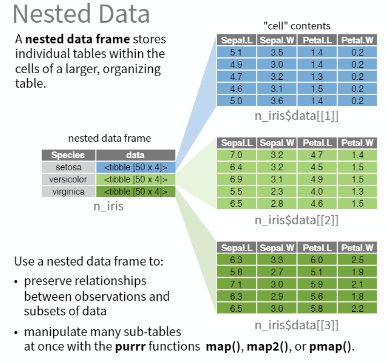 Nested Data
A nested data frame stores
individual tables within the
cells of a larger, organizing
table.
"cell" contents
Sepal.L Sepal.W Petal.L Petal.W
5.1 3.5 1.4 0.2
4.9 3.0 1.4 0.2
4.7 3.2 1.3 0.2
4.6 3.1 1.5 0.2
5.0 3.6 1.4 0.2
n_iris$data[[1]]
nested data frame
Species data
setosa <tibble [50 x 4]>
versicolor <tibble [50 x 4]>
virginica <tibble [50 x 4]>
n_iris
Sepal.L Sepal.W Petal.L Petal.W
7.0 3.2 4.7 1.4
6.4 3.2 4.5 1.5
6.9 3.1 4.9 1.5
5.5 2.3 4.0 1.3
6.5 2.8 4.6 1.5
n_iris$data[[2]]
Sepal.L Sepal.W Petal.L Petal.W
6.3 3.3 6.0 2.5
5.8 2.7 5.1 1.9
7.1 3.0 5.9 2.1
6.3 2.9 5.6 1.8
6.5 3.0 5.8 2.2
n_iris$data[[3]]
Use a nested data frame to:
• preserve relationships
between observations and
subsets of data
• manipulate many sub-tables
at once with the purrr functions map(), map2(), or pmap().